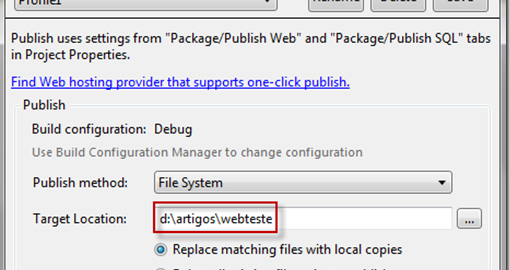 Profile1
Rename Delete Save
Publish uses settings from "Package/Publish Web" and "Package/Publish SQL" tabs
in Project Properties.
Find Web hosting provider that supports one-click publish.
Publish
Build configuration: Debug
Use Build Configuration Manager to change configuration
Publish method: File System
Target Location: d:\artigos\webteste ...
Replace matching files with local copies